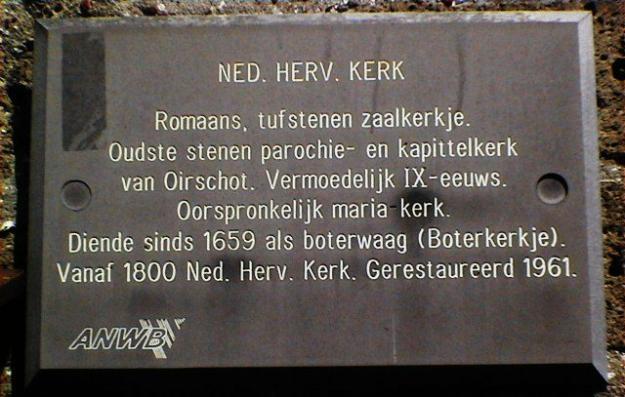 NED. HERV. KERK
Romaans, tufstenen zaalkerkje.
Oudste stenen parochie- en kapittelkerk
van Oirschot. Vermoedelijk IX-eeuws.
Oorspronkelijk maria-kerk.
Diende sinds 1659 als boterwaag (Boterkerkje).
Vanaf 1800 Ned. Herv. Kerk. Gerestaureerd 1961.
ANWB